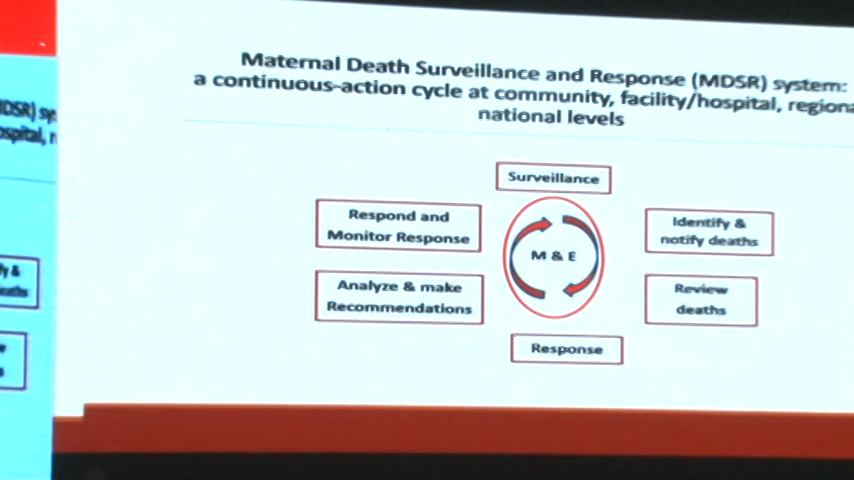 Maternal Death Surveillance and Response (MDSR) system:
a continuous-action cycle at community, facility/hospital,
national levels
Surveillance
Respond and
Monitor Response
Identify &
notify deaths
M & E
Analyze & make
Recommendations
Review
deaths
Response